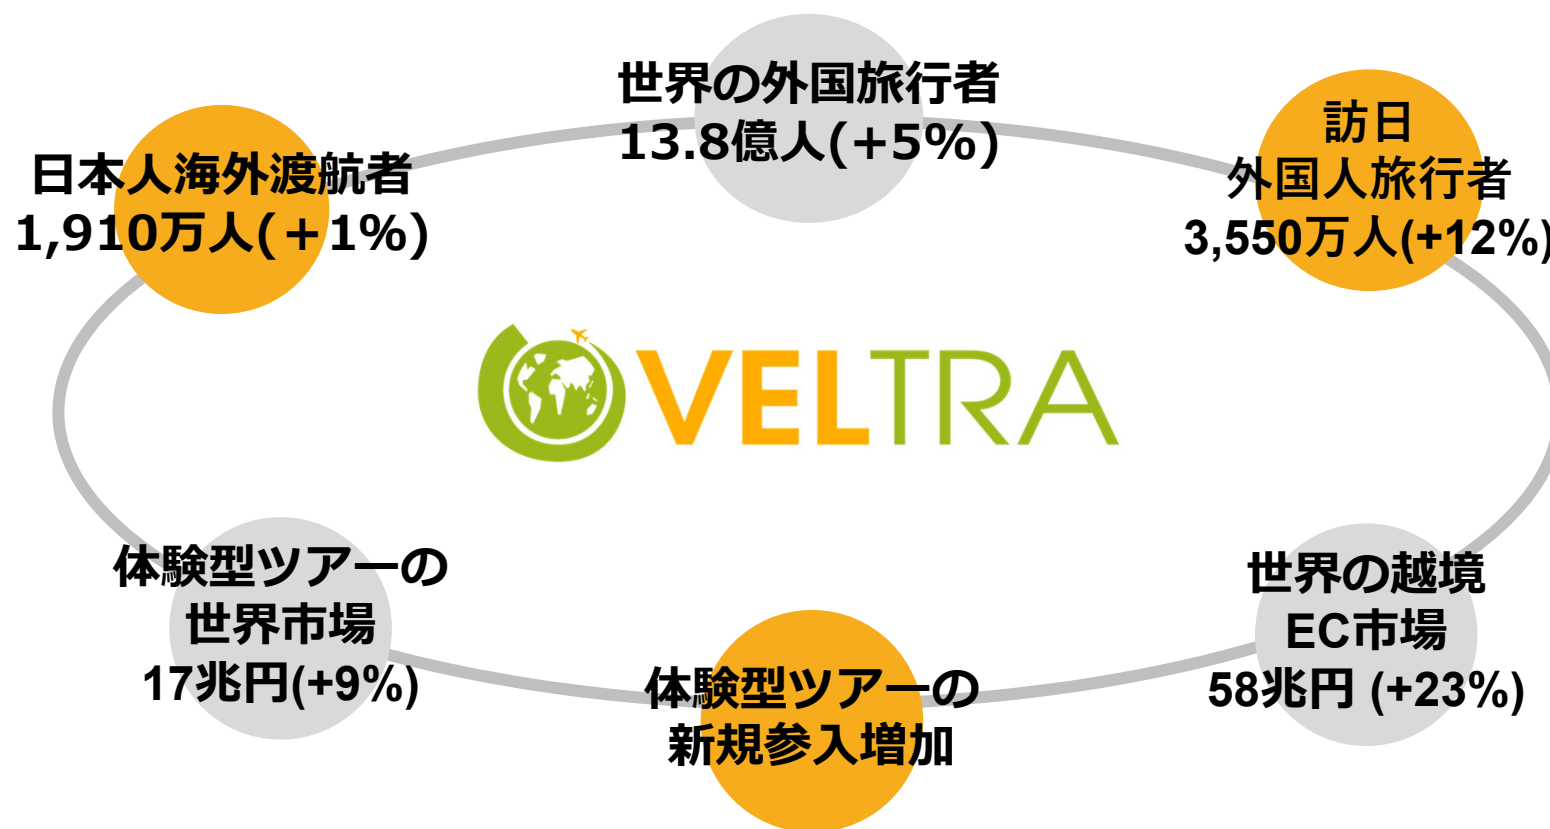 世界の外国旅行者
13.8億人(+5%)
日本人海外渡航者
1,910万人(＋1%)
訪日
外国人旅行者
3,550万人(+12%)
VELTRA
体験型ツアーの
世界市場
17兆円(+9%)
体験型ツアーの
新規参入増加
世界の越境
EC市場
58兆円 (+23%)